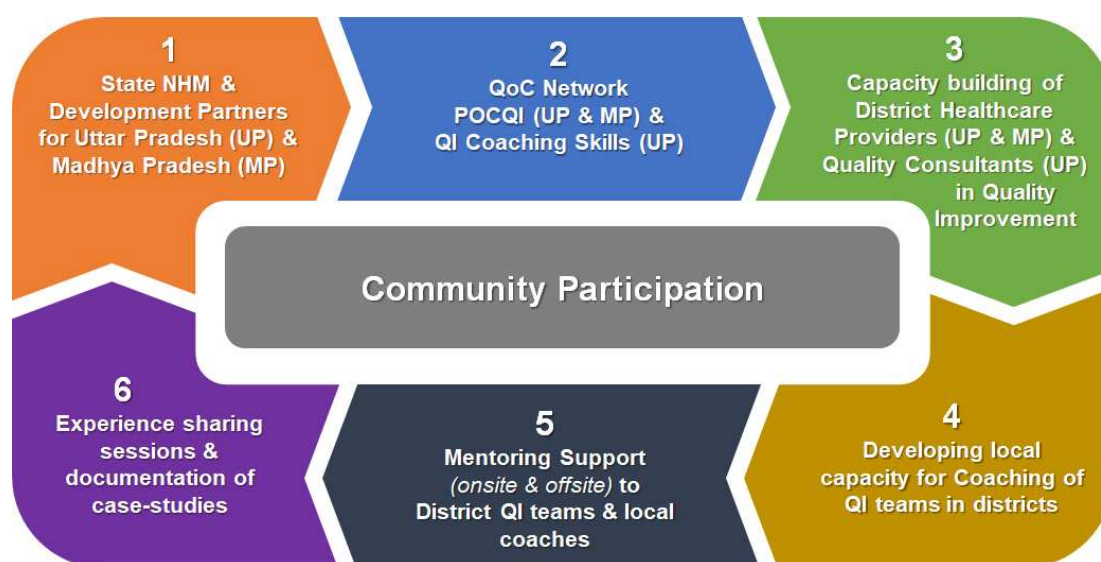 1
State NHM &
Development Partners
for Uttar Pradesh (UP) &
Madhya Pradesh (MP)
2
QoC Network
POCQI (UP & MP) &
QI Coaching Skills (UP)
3
Capacity building of
District Healthcare
Providers (UP & MP) &
Quality Consultants (UP)
in Quality
Improvement
Community Participation
4
Developing local
capacity for Coaching of
QI teams in districts
5
Mentoring Support
(onsite & offsite) to
District QI teams & local
coaches
6
Experience sharing
sessions &
documentation of
case-studies